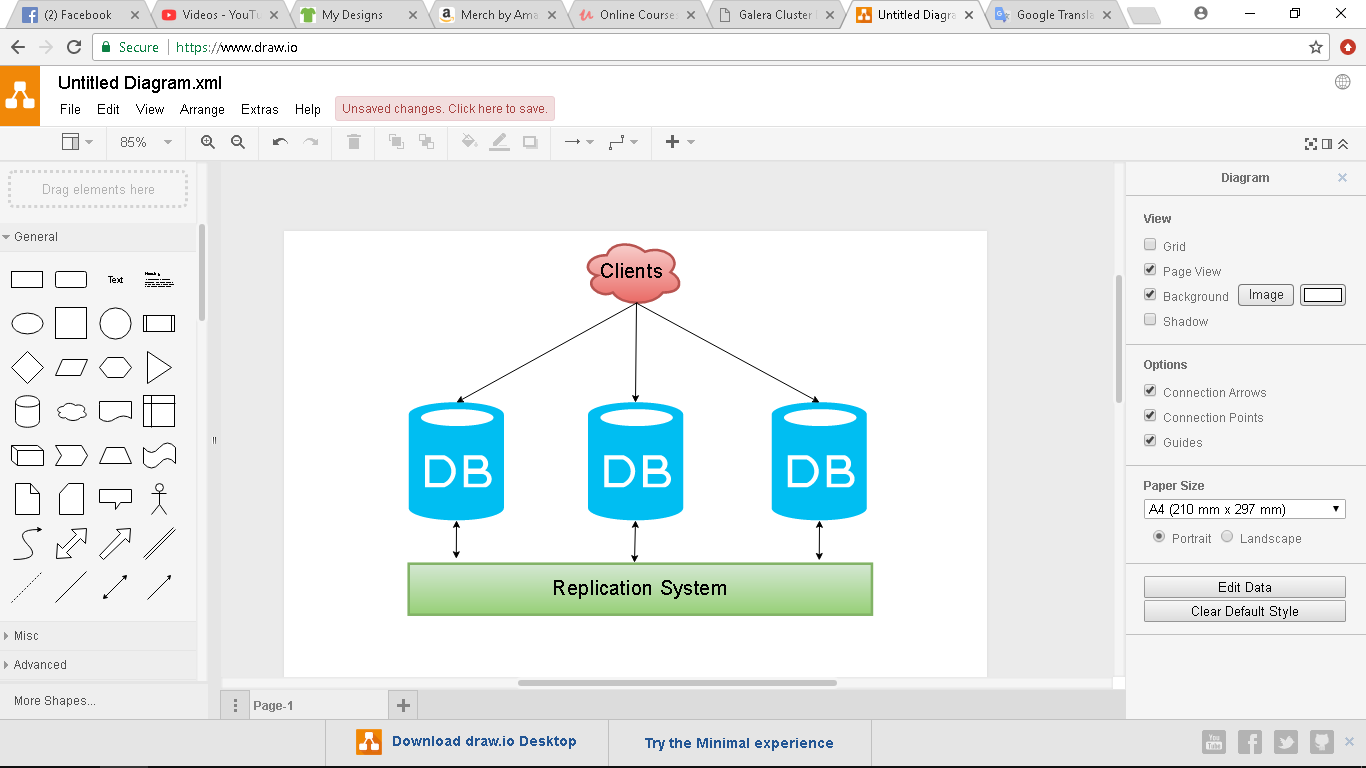 (2) Facebook
Videos - YouTu
My Designs
Merch by Ama
Online Course
Galera Cluster
Untitled Diagra
Google Transla
Secure
https://www.draw.io
Untitled Diagram.xml
File Edit View Arrange Extras Help
Unsaved changes. Click here to save.
85%
Drag elements here
General
Text
Misc
Advanced
More Shapes...
Clients
DB DB DB
Replication System
Page-1
Diagram
View
Grid
Page View
Background Image
Shadow
Options
Connection Arrows
Connection Points
Guides
Paper Size
A4 (210 mm x 297 mm)
Portrait Landscape
Edit Data
Clear Default Style
Download draw.io Desktop
Try the Minimal experience
You
Tube